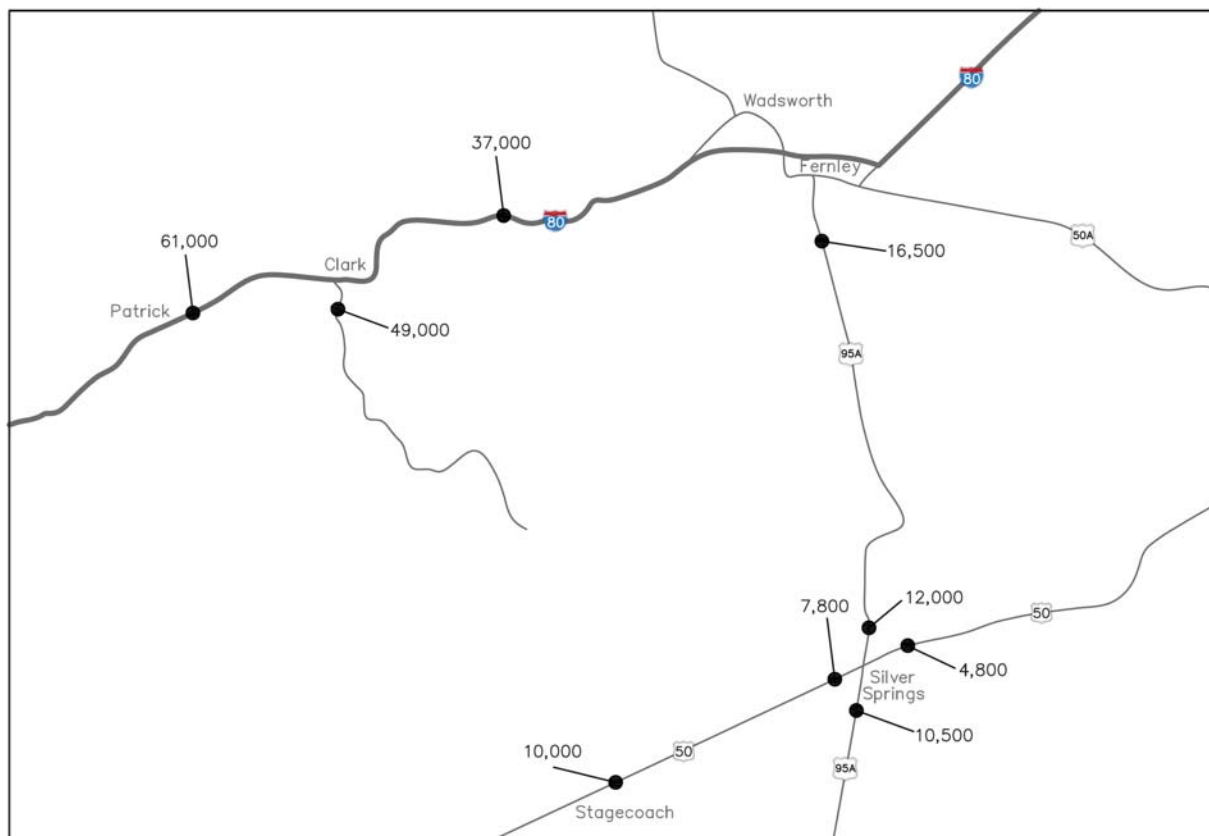 80
Wadsworth
37,000
Fernley
80
61,000
50A
16,500
Clark
Patrick
49,000
95A
7,800
12,000
50
4,800
Silver
Springs
10,500
10,000
50
95A
Stagecoach